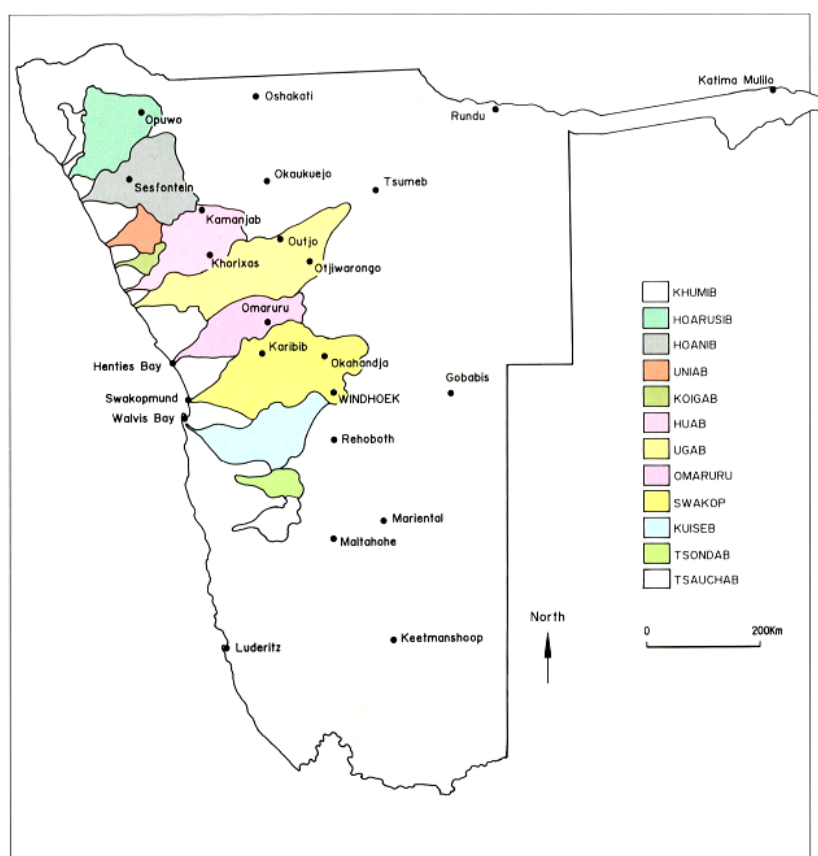 Katima Mulilo
Oshakati
Rundu
Opuwo
Okaukuejo
Tsumeb
Sesfontein
Kamanjab
Outjo
Khorixas
Otjiwarongo
Omaruru
Karibib
Okahandja
Henties Bay
Gobabis
Swakopmund
WINDHOEK
Walvis Bay
Rehoboth
Mariental
Maltahohe
Keetmanshoop
Luderitz
KHUMIB
HOARUSIB
HOANIB
UNIAB
KOIGAB
HUAB
UGAB
OMARURU
SWAKOP
KUISEB
TSONDAB
TSAUCHAB
North
0 200Km